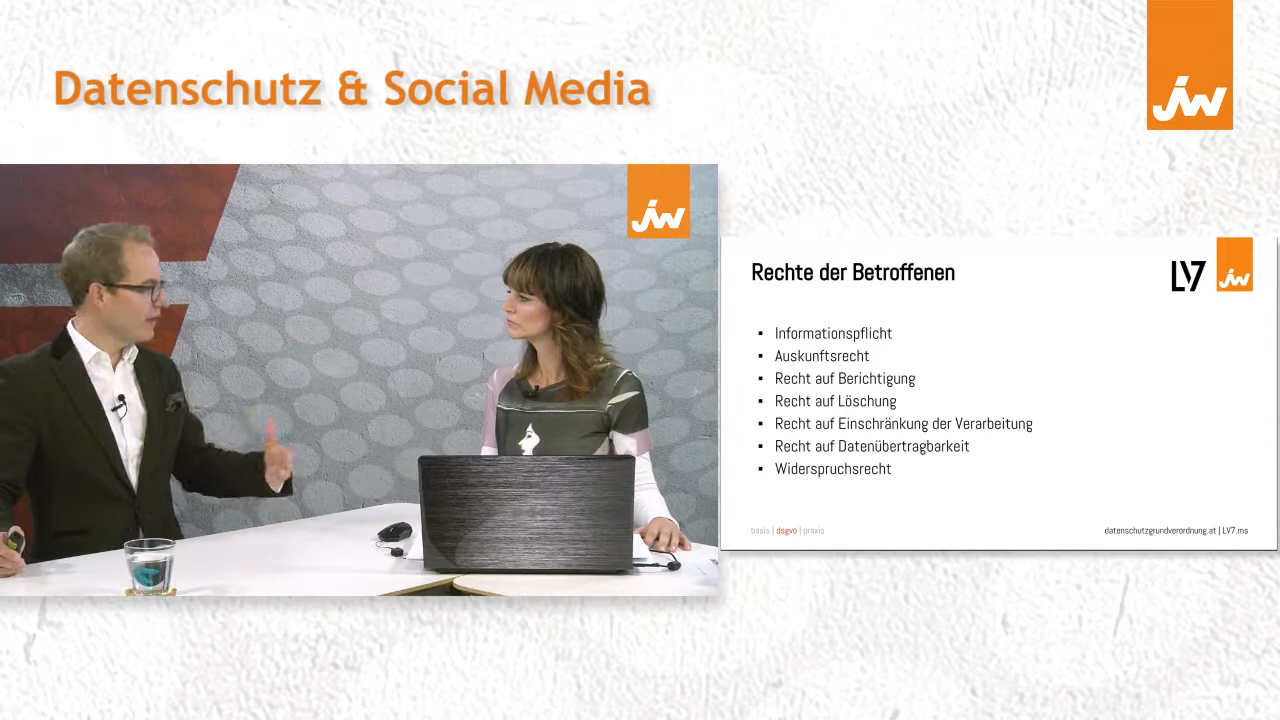 Datenschutz & Social Media
jw
jw
Rechte der Betroffenen
LV7
jw
▪ Informationspflicht
▪ Auskunftsrecht
▪ Recht auf Berichtigung
▪ Recht auf Löschung
▪ Recht auf Einschränkung der Verarbeitung
▪ Recht auf Datenübertragbarkeit
▪ Widerspruchsrecht
basis | dsgvo | praxis
datenschutzgrundverordnung.at | LV7.ms